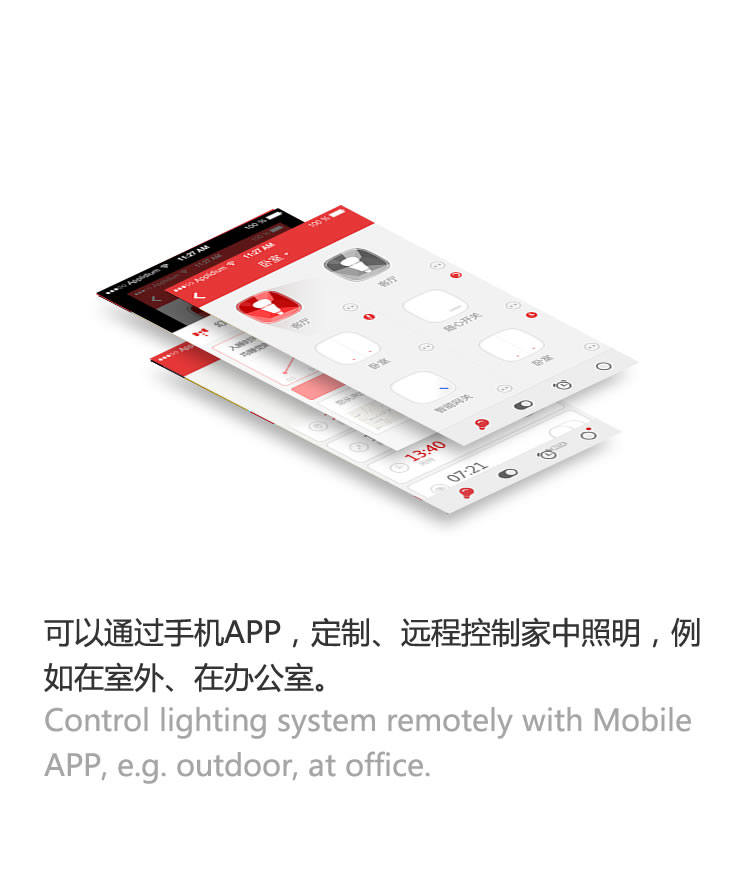 100 %
11:27 AM
Appidium
100 %
11:27 AM
Appidium
卧室
客厅
客厅
随心开关
卧室
卧室
智能网关
13:40
07:21
可以通过手机APP，定制、远程控制家中照明，例
如在室外、在办公室。
Control lighting system remotely with Mobile
APP, e.g. outdoor, at office.